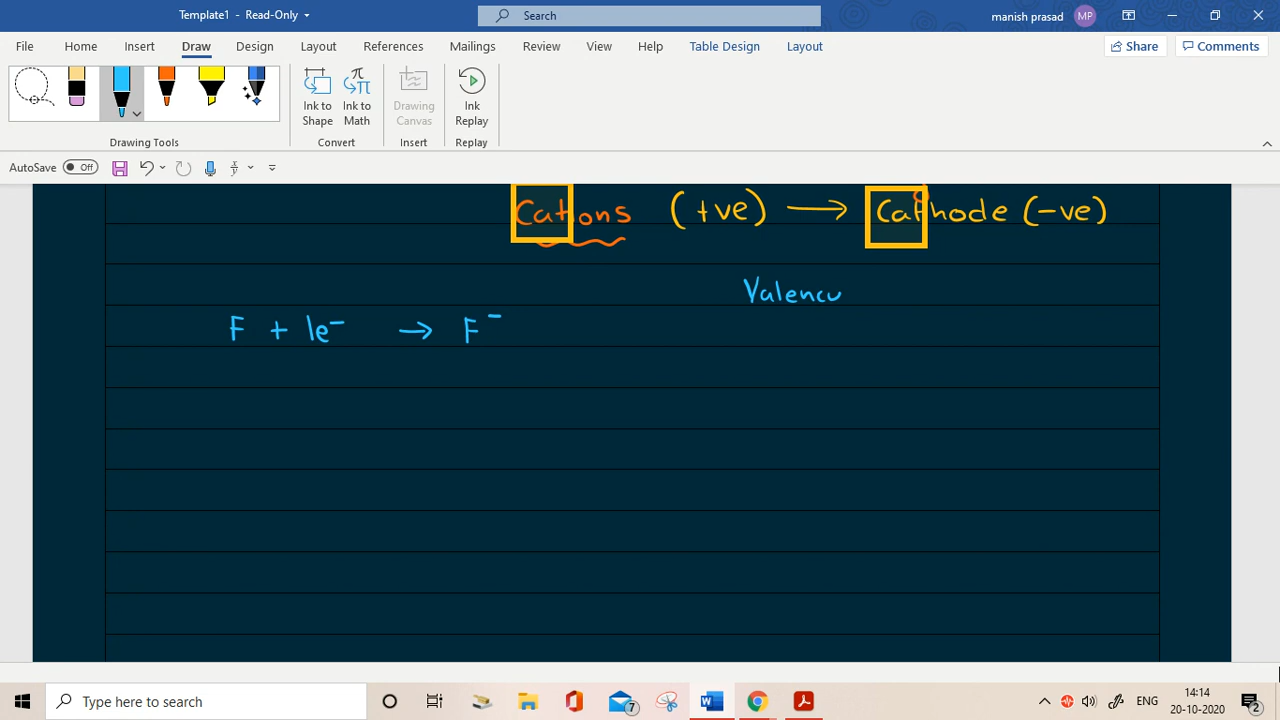 Template1 - Read-Only
Search
manish prasad MP
File Home Insert Draw Design Layout References Mailings Review View Help Table Design Layout Share Comments
Ink to Shape Ink to Math Drawing Canvas Ink Replay
Drawing Tools Convert Insert Replay
AutoSave Off
Cations (+ve) → Cathode (-ve)
Valencu
F + 1e⁻ → F⁻
Type here to search
7
ENG
14:14
20-10-2020
2